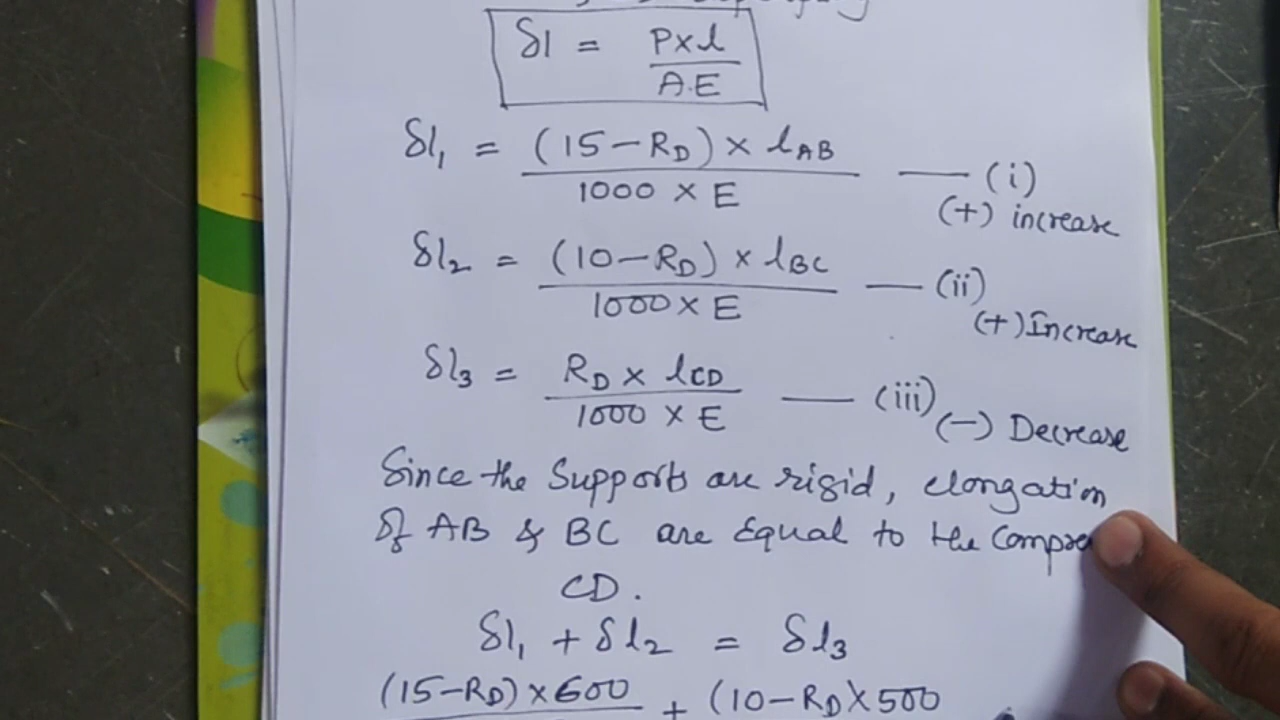 δl = P×l / A.E
δl₁ = (15−R_D) × l_AB / 1000 × E — (i)
(+) increase
δl₂ = (10−R_D) × l_BC / 1000 × E — (ii)
(+) Increase
δl₃ = R_D × l_CD / 1000 × E — (iii)
(−) Decrease
Since the Supports are rigid, elongation
of AB & BC are Equal to the
CD.
δl₁ + δl₂ = δl₃
(15−R_D)×600 + (10−R_D)×500